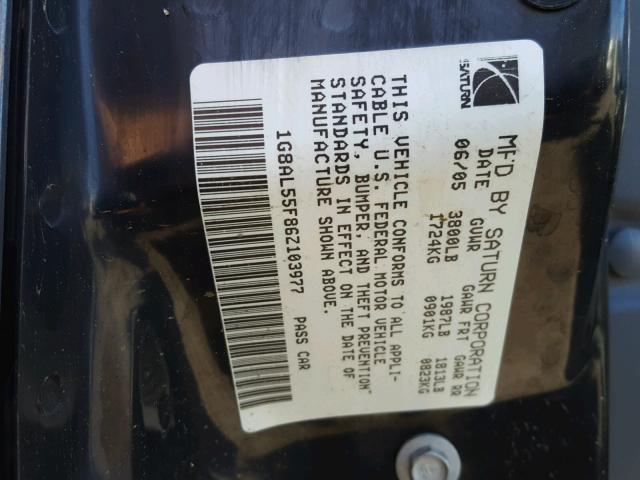 SATURN
MF'D BY SATURN CORPORATION
DATE GVWR GAWR FRT GAWR RR
06/05 3800LB 1987LB 1813LB
1724KG 0901KG 0823KG
THIS VEHICLE CONFORMS TO ALL APPLI-
CABLE U.S. FEDERAL MOTOR VEHICLE
SAFETY, BUMPER, AND THEFT PREVENTION
STANDARDS IN EFFECT ON THE DATE OF
MANUFACTURE SHOWN ABOVE.
1G8AL55F86Z103977 PASS CAR